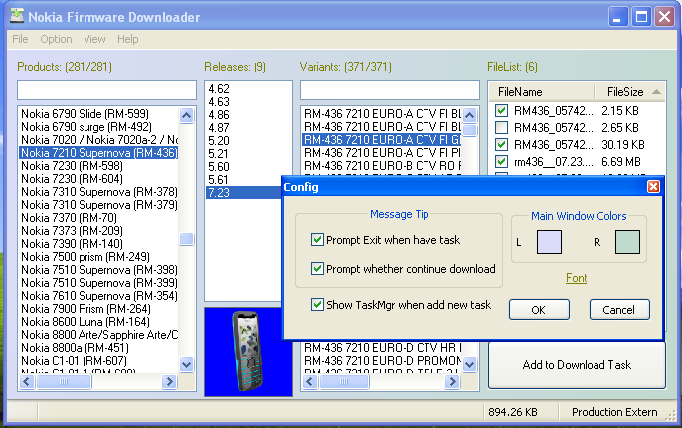 Nokia Firmware Downloader
File Option View Help
Products: (281/281)
Releases: (9)
Variants: (371/371)
FileList: (6)
Nokia 6790 Slide (RM-599)
Nokia 6790 surge (RM-492)
Nokia 7020 / Nokia 7020a-2 / No
Nokia 7210 Supernova (RM-436)
Nokia 7230 (RM-598)
Nokia 7230 (RM-604)
Nokia 7310 Supernova (RM-378)
Nokia 7310 Supernova (RM-379)
Nokia 7370 (RM-70)
Nokia 7373 (RM-209)
Nokia 7390 (RM-140)
Nokia 7500 prism (RM-249)
Nokia 7510 Supernova (RM-398)
Nokia 7510 Supernova (RM-399)
Nokia 7610 Supernova (RM-354)
Nokia 7900 Prism (RM-264)
Nokia 8600 Luna (RM-164)
Nokia 8800 Arte/Sapphire Arte/C
Nokia 8800a (RM-451)
Nokia C1-01 (RM-607)
4.62
4.63
4.86
4.87
5.20
5.21
5.60
5.61
7.23
RM-436 7210 EURO-A CTV FI BL
RM-436 7210 EURO-A CTV FI BL
RM-436 7210 EURO-A CTV FI G
RM-436 7210 EURO-A CTV FI PI
RM-436 7210 EURO-B CTV RO
RM-436 7210 EURO-D CTV HR
RM-436 7210 EURO-D PROMON
FileName FileSize
RM436__05742... 2.15 KB
RM436__05742... 2.65 KB
RM436__05742... 30.19 KB
rm436__07.23.... 6.69 MB
Config
Message Tip
Prompt Exit when have task
Prompt whether continue download
Show TaskMgr when add new task
Main Window Colors
L R
Font
OK Cancel
Add to Download Task
894.26 KB Production Extern